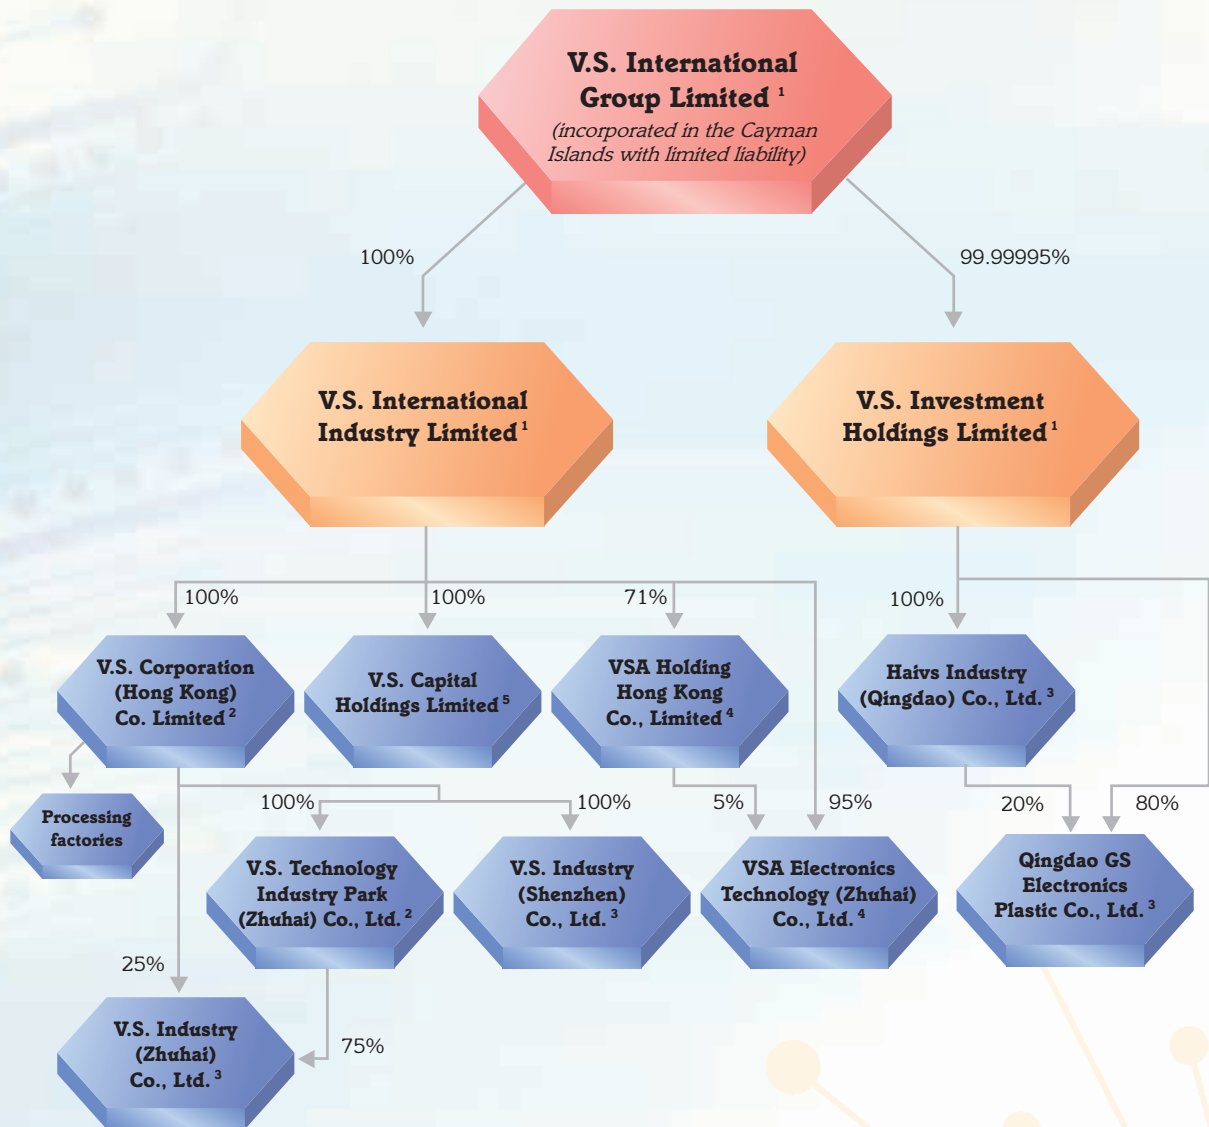 V.S. International
Group Limited 1
(incorporated in the Cayman
Islands with limited liability)
100%
99.99995%
V.S. International
Industry Limited 1
V.S. Investment
Holdings Limited 1
100%
100%
71%
100%
V.S. Corporation
(Hong Kong)
Co. Limited 2
V.S. Capital
Holdings Limited 5
VSA Holding
Hong Kong
Co., Limited 4
Haivs Industry
(Qingdao) Co., Ltd. 3
100%
100%
5%
95%
20%
80%
Processing
factories
V.S. Technology
Industry Park
(Zhuhai) Co., Ltd. 2
V.S. Industry
(Shenzhen)
Co., Ltd. 3
VSA Electronics
Technology (Zhuhai)
Co., Ltd. 4
Qingdao GS
Electronics
Plastic Co., Ltd. 3
25%
75%
V.S. Industry
(Zhuhai)
Co., Ltd. 3